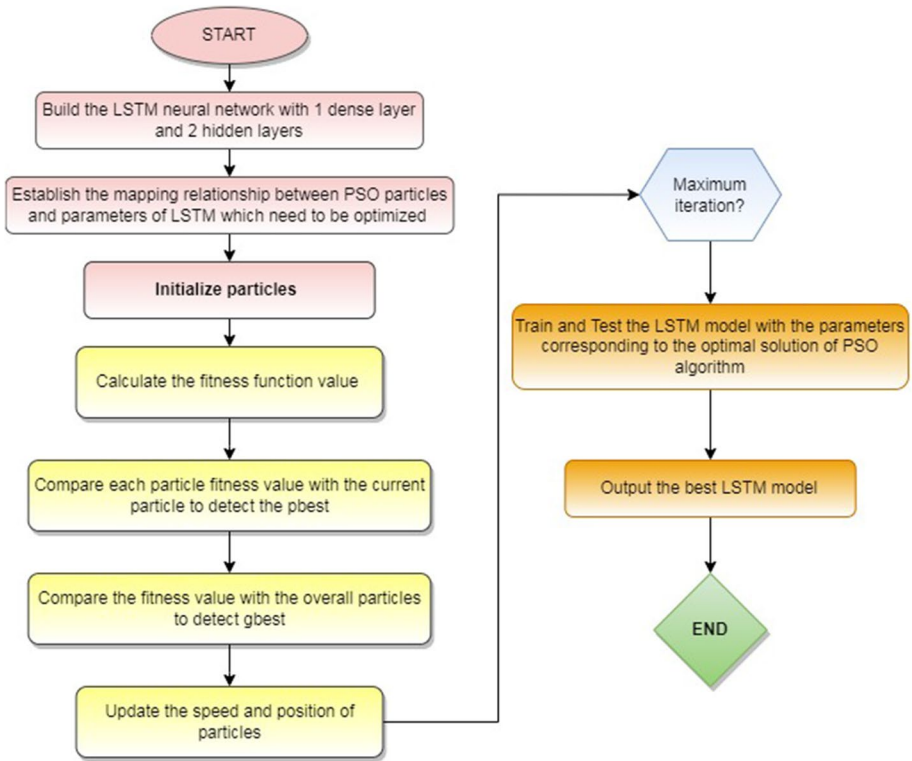 START
Build the LSTM neural network with 1 dense layer
and 2 hidden layers
Establish the mapping relationship between PSO particles
and parameters of LSTM which need to be optimized
Initialize particles
Calculate the fitness function value
Compare each particle fitness value with the current
particle to detect the pbest
Compare the fitness value with the overall particles
to detect gbest
Update the speed and position of
particles
Maximum
iteration?
Train and Test the LSTM model with the parameters
corresponding to the optimal solution of PSO
algorithm
Output the best LSTM model
END